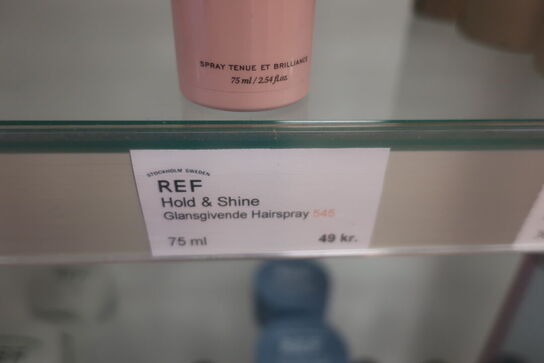 SPRAY TENUE ET BRILLIANCE
75 ml / 2.54 fl.oz.
STOCKHOLM SWEDEN
REF
Hold & Shine
Glansgivende Hairspray 545
75 ml 49 kr.